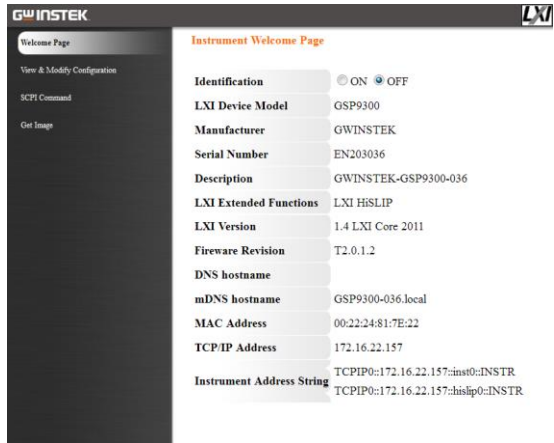 GWINSTEK
LXI
Welcome Page
View & Modify Configuration
SCPI Command
Get Image
Instrument Welcome Page
Identification ON OFF
LXI Device Model GSP9300
Manufacturer GWINSTEK
Serial Number EN203036
Description GWINSTEK-GSP9300-036
LXI Extended Functions LXI HiSLIP
LXI Version 1.4 LXI Core 2011
Fireware Revision T2.0.1.2
DNS hostname
mDNS hostname GSP9300-036.local
MAC Address 00:22:24:81:7E:22
TCP/IP Address 172.16.22.157
Instrument Address String TCPIP0::172.16.22.157::inst0::INSTR
TCPIP0::172.16.22.157::hislip0::INSTR